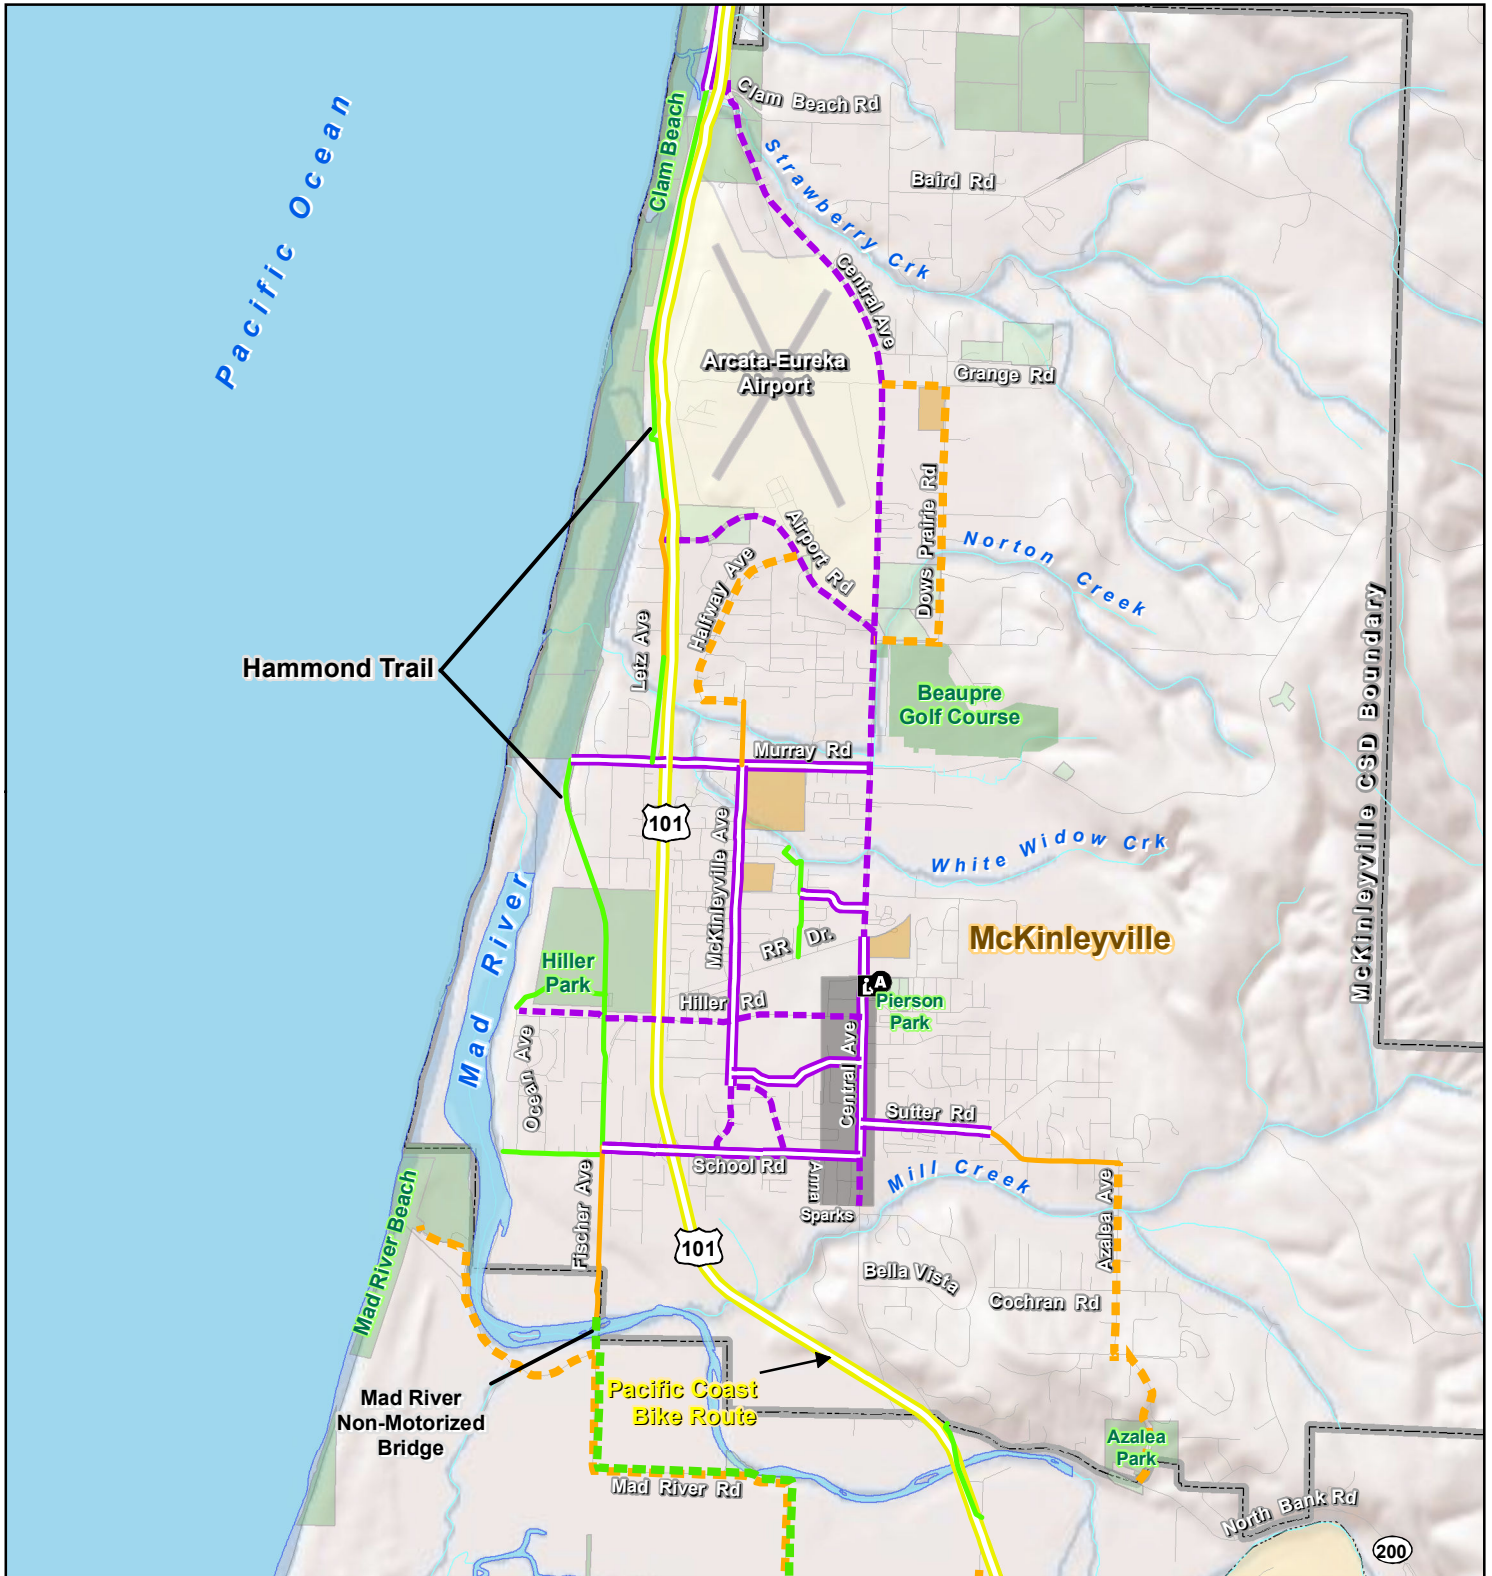 Clam Beach Rd
Clam Beach
Pacific Ocean
Strawberry Crk
Baird Rd
Central Ave
Arcata-Eureka
Airport
Grange Rd
Dows Prairie Rd
Airport Rd
Norton Creek
Halfway Ave
Letz Ave
McKinleyville CSD Boundary
Hammond Trail
Beaupre
Golf Course
Murray Rd
101
McKinleyville Ave
White Widow Crk
Mad River
RR Dr.
McKinleyville
Hiller
Park
Hiller Rd
i
A
Pierson
Park
Ocean Ave
Central Ave
Sutter Rd
School Rd
Anna
Sparks
Mill Creek
Fischer Ave
Azalea Ave
Mad River Beach
101
Bella Vista
Cochran Rd
Mad River
Non-Motorized
Bridge
Pacific Coast
Bike Route
Azalea
Park
Mad River Rd
North Bank Rd
200